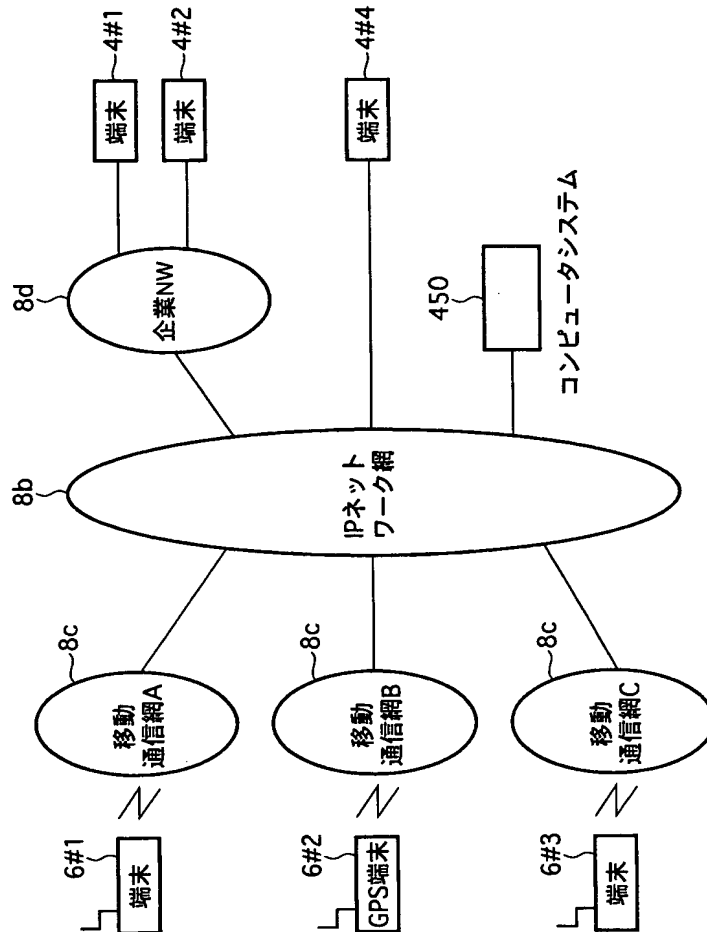 6#1
端末
8c
移動
通信網A
6#2
GPS端末
8c
移動
通信網B
6#3
端末
8c
移動
通信網C
8b
IPネット
ワーク網
8d
企業NW
4#1
端末
4#2
端末
4#4
端末
450
コンピュータシステム